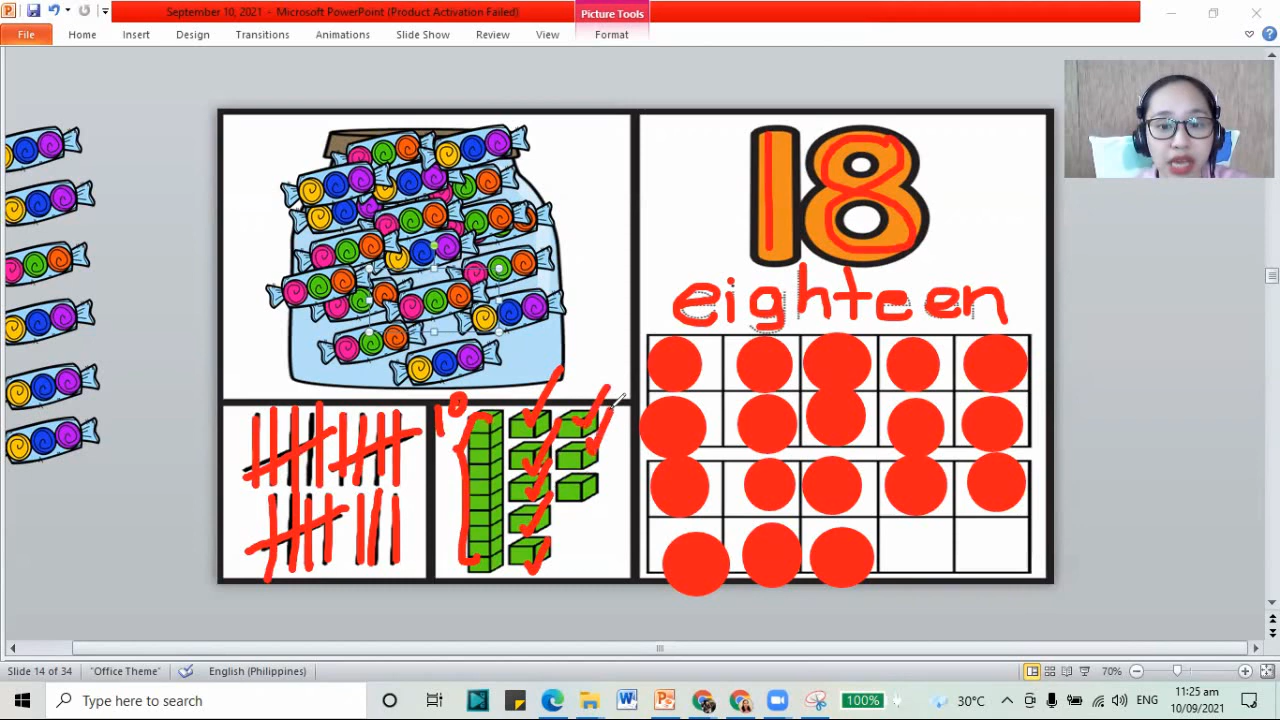 September 10, 2021 - Microsoft PowerPoint (Product Activation Failed)
Picture Tools
File Home Insert Design Transitions Animations Slide Show Review View Format
18
eighteen
10
Slide 14 of 34 "Office Theme" English (Philippines) 70%
Type here to search 100% 30°C ENG 11:25 am
10/09/2021